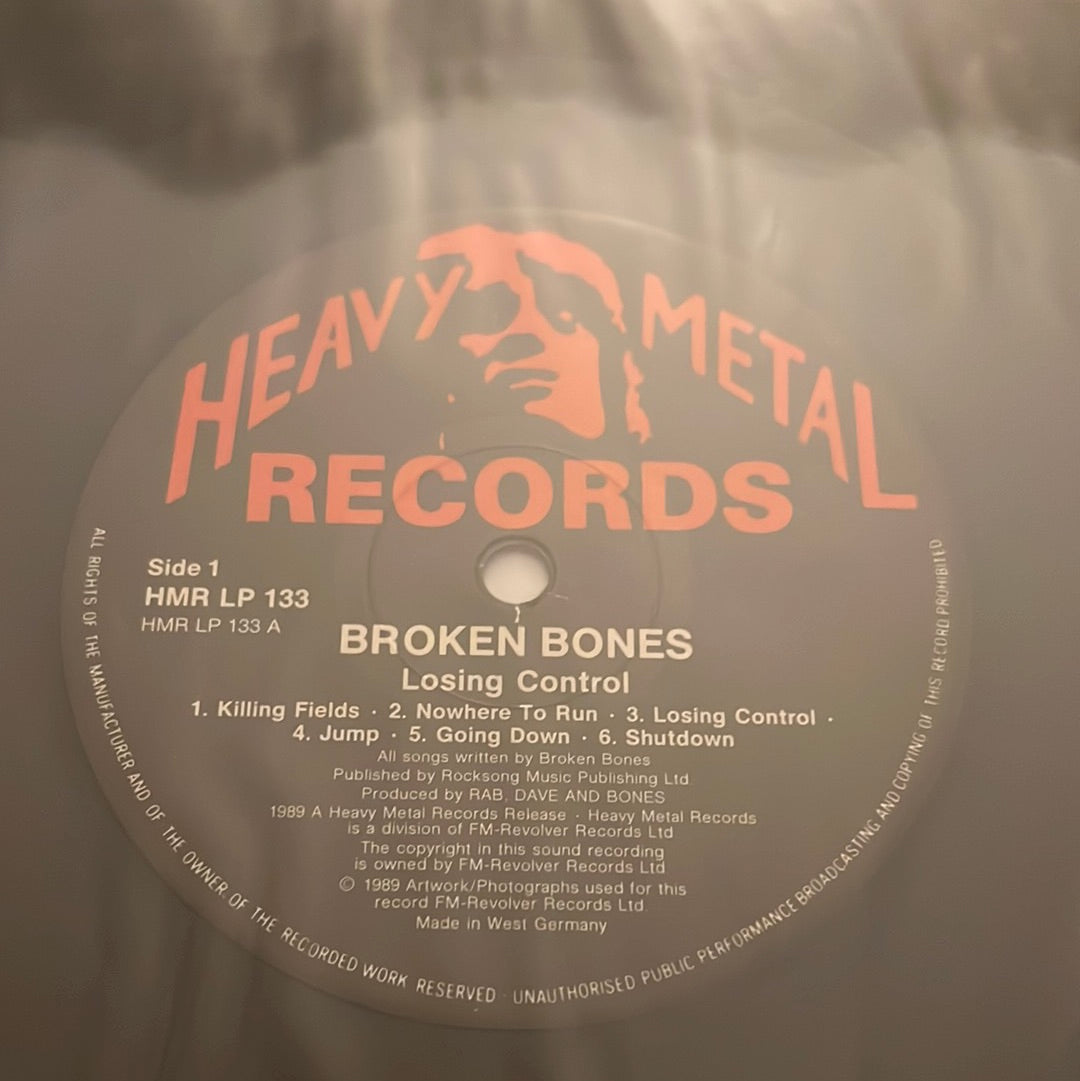 HEAVY METAL
RECORDS
Side 1
HMR LP 133
HMR LP 133 A
BROKEN BONES
Losing Control
1. Killing Fields · 2. Nowhere To Run · 3. Losing Control ·
4. Jump · 5. Going Down · 6. Shutdown
All songs written by Broken Bones
Published by Rocksong Music Publishing Ltd.
Produced by RAB, DAVE AND BONES
1989 A Heavy Metal Records Release · Heavy Metal Records
is a division of FM-Revolver Records Ltd
The copyright in this sound recording
is owned by FM-Revolver Records Ltd
© 1989 Artwork/Photographs used for this
record FM-Revolver Records Ltd.
Made in West Germany
ALL RIGHTS OF THE MANUFACTURER AND OF THE OWNER OF THE RECORDED WORK RESERVED · UNAUTHORISED PUBLIC PERFORMANCE BROADCASTING AND COPYING OF THIS RECORD PROHIBITED